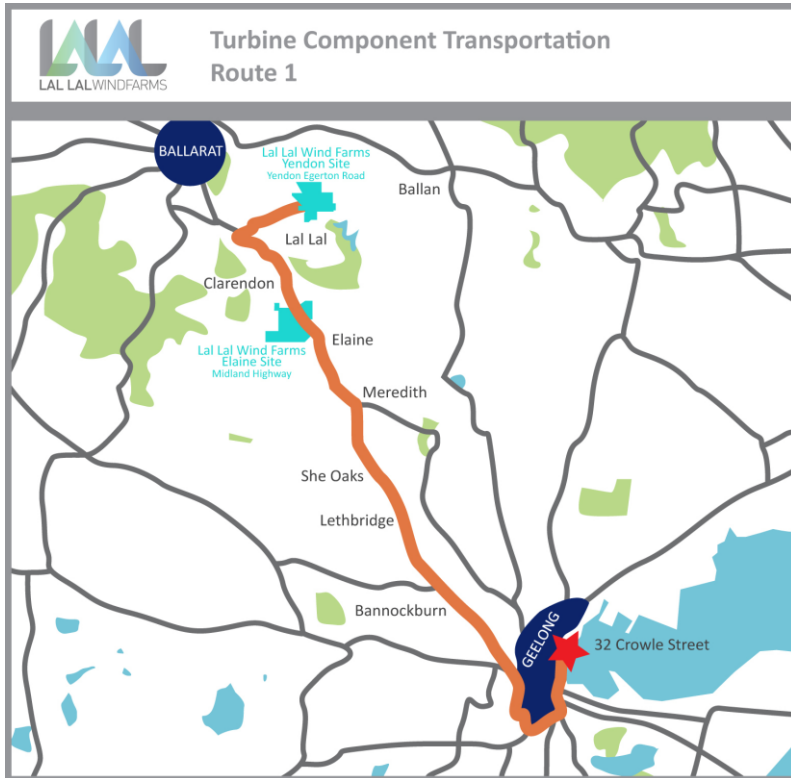 LAL LAL WINDFARMS
Turbine Component Transportation
Route 1
BALLARAT
Lal Lal Wind Farms
Yendon Site
Yendon Egerton Road
Ballan
Lal Lal
Clarendon
Lal Lal Wind Farms
Elaine Site
Midland Highway
Elaine
Meredith
She Oaks
Lethbridge
Bannockburn
GEELONG
32 Crowle Street